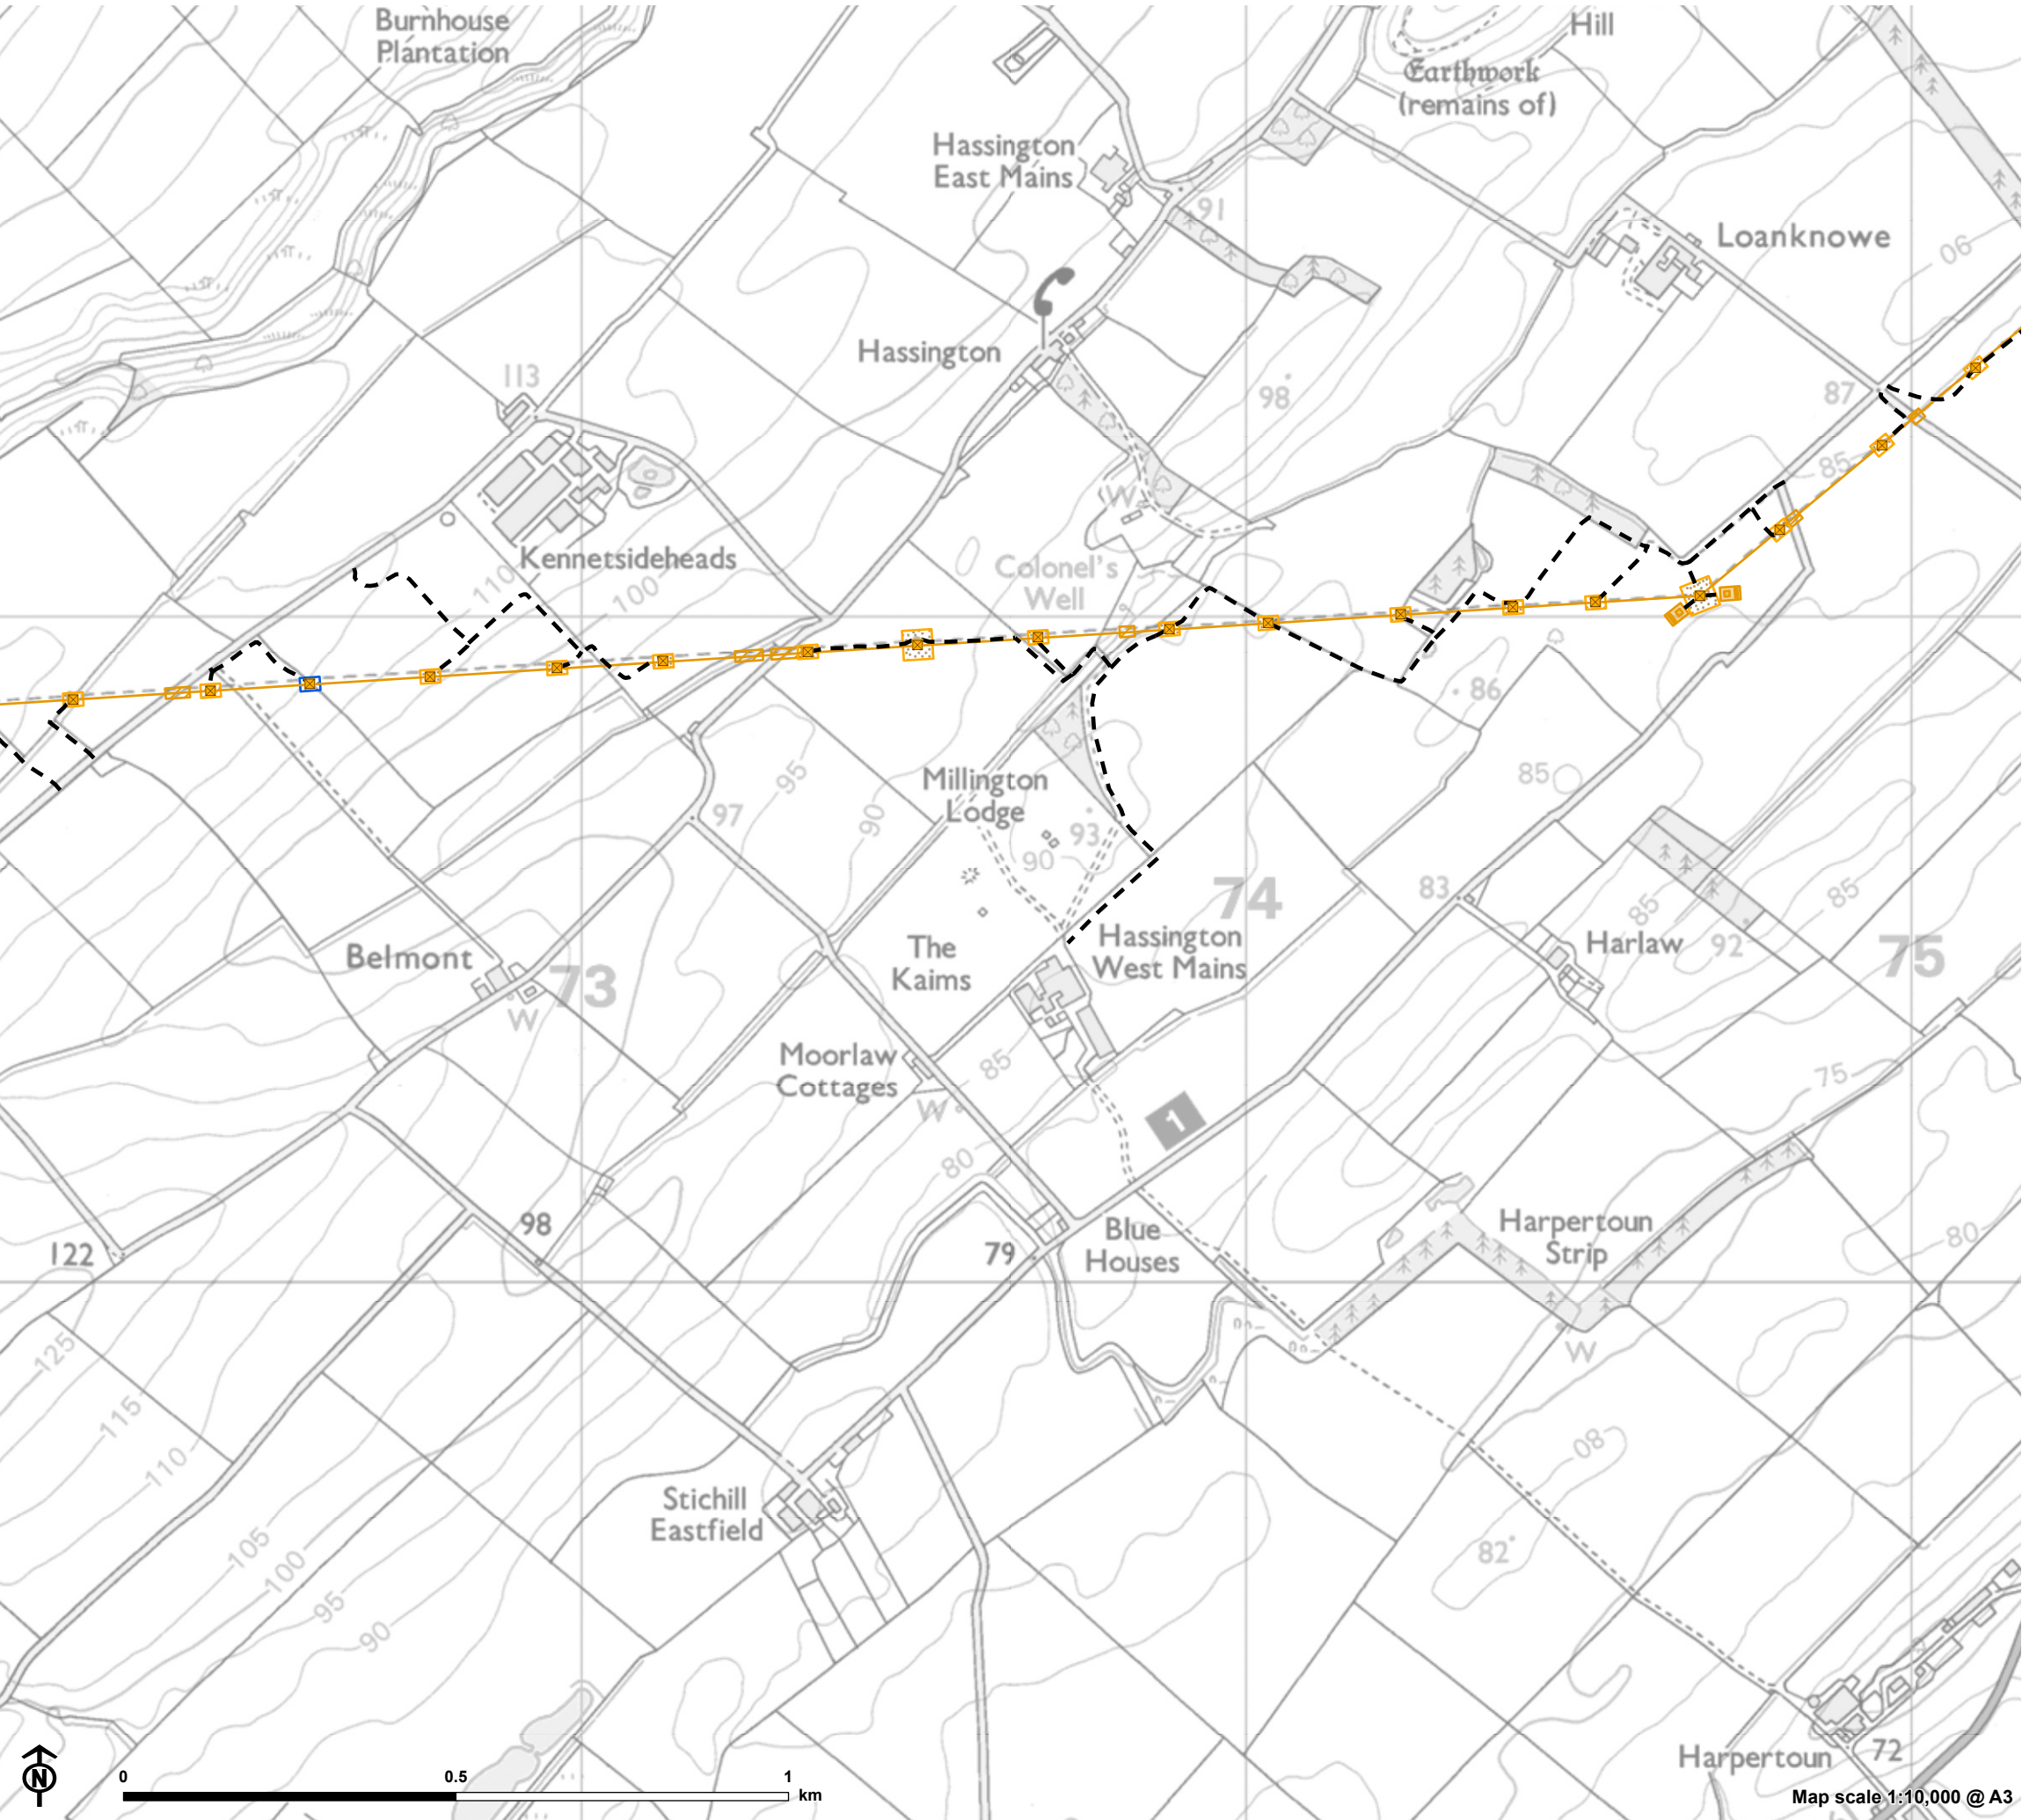 Burnhouse
Plantation
Hill
Earthwork
(remains of)
Hassington
East Mains
91
Loanknowe
06
Hassington
113
98
87
85
W
Kennetsideheads
110
100
Colonel's
Well
86
Millington
Lodge
95
97
90
93
90
85
74
83
85
85
Harlaw
92
75
Belmont
73
The
Kaims
Hassington
West Mains
W
Moorlaw
Cottages
85
W
1
75
80
98
122
79
Blue
Houses
Harpertoun
Strip
80
125
W
115
110
08
Stichill
Eastfield
105
100
95
90
82
Harpertoun
72
N
0
0.5
1
km
Map scale 1:10,000 @ A3